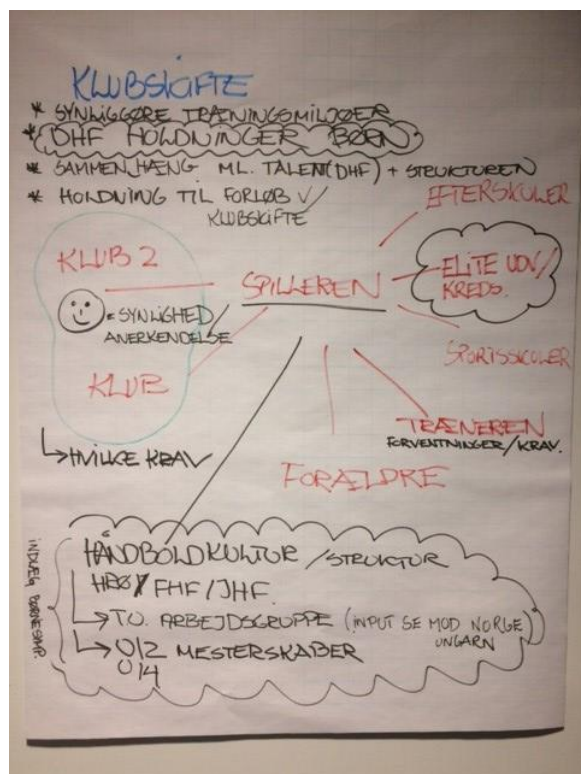 KLUBSKIFTE
* SYNLIGGØRE TRÆNINGSMILJØER
* DHF HOLDNINGER BØRN
* SAMMENHÆNG ML. TALENT(DHF) + STRUKTUREN
* HOLDNING TIL FORLØB V/
KLUBSKIFTE
EFTERSKOLER
KLUB 2
SPILLEREN
ELITE UDV/
KREDS.
= SYNLIGHED/
ANERKENDELSE
SPORTSSKOLER
KLUB
TRÆNEREN
FORVENTNINGER/KRAV.
HVILKE KRAV
FORÆLDRE
HÅNDBOLDKULTUR /STRUKTUR
FHF/JHF.
T.U. ARBEJDSGRUPPE (INPUT SE MOD NORGE
UNGARN
U12 MESTERSKABER
U14